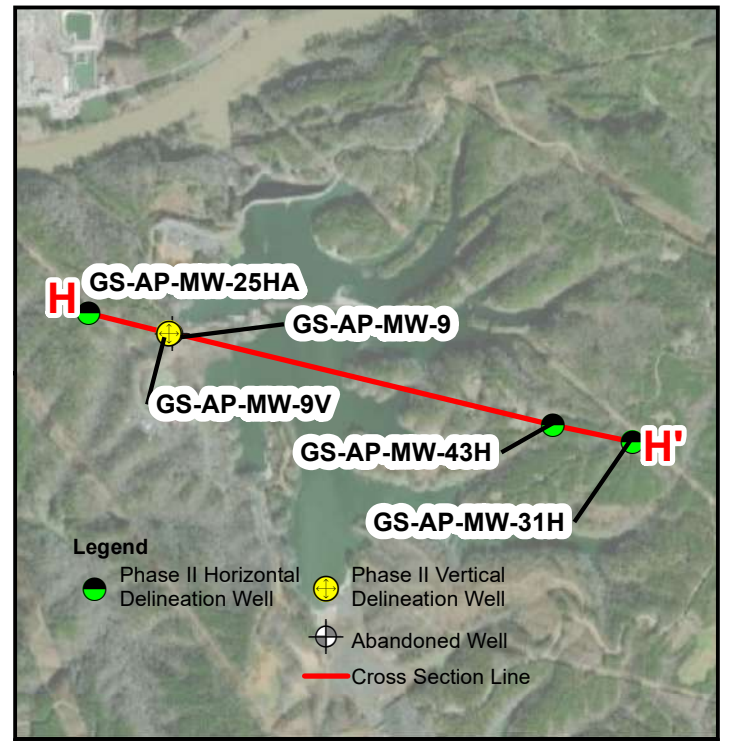 GS-AP-MW-25HA
H
GS-AP-MW-9
GS-AP-MW-9V
GS-AP-MW-43H
H'
GS-AP-MW-31H
Legend
Phase II Horizontal
Delineation Well
Phase II Vertical
Delineation Well
Abandoned Well
Cross Section Line